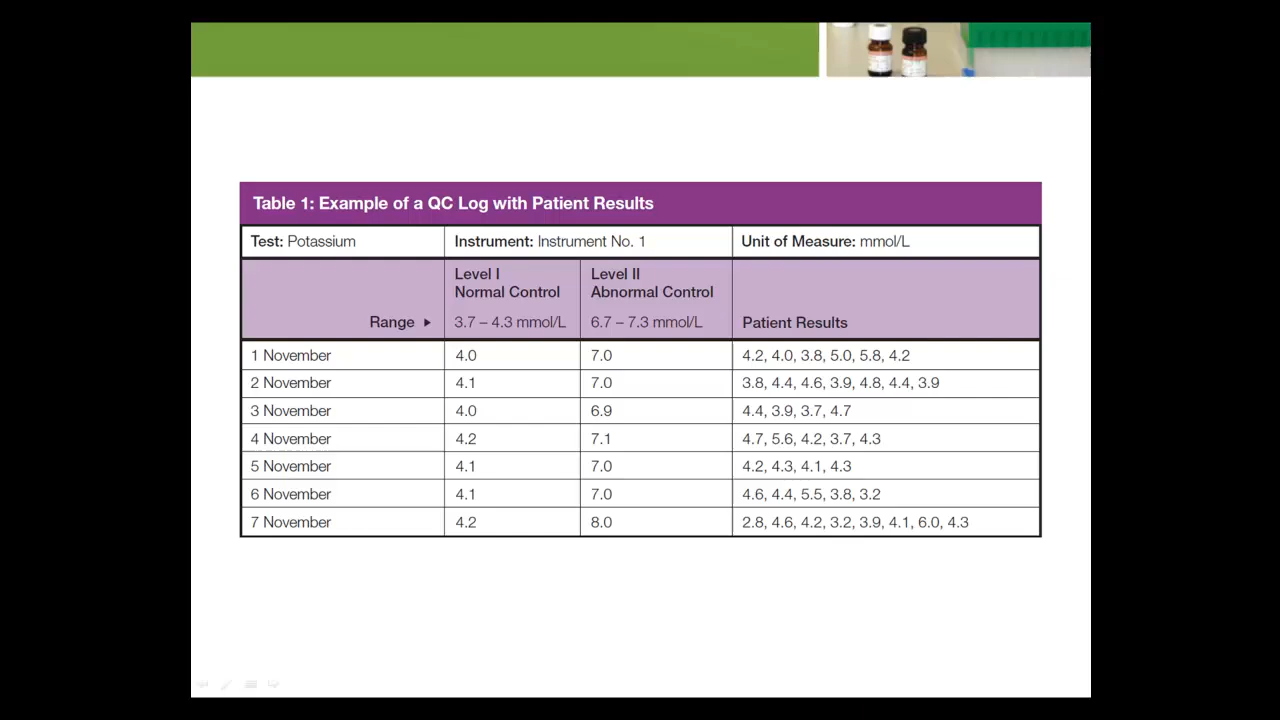 Table 1: Example of a QC Log with Patient Results
Test: Potassium Instrument: Instrument No. 1 Unit of Measure: mmol/L
Level I Level II
Normal Control Abnormal Control
Range ▶ 3.7 – 4.3 mmol/L 6.7 – 7.3 mmol/L Patient Results
1 November 4.0 7.0 4.2, 4.0, 3.8, 5.0, 5.8, 4.2
2 November 4.1 7.0 3.8, 4.4, 4.6, 3.9, 4.8, 4.4, 3.9
3 November 4.0 6.9 4.4, 3.9, 3.7, 4.7
4 November 4.2 7.1 4.7, 5.6, 4.2, 3.7, 4.3
5 November 4.1 7.0 4.2, 4.3, 4.1, 4.3
6 November 4.1 7.0 4.6, 4.4, 5.5, 3.8, 3.2
7 November 4.2 8.0 2.8, 4.6, 4.2, 3.2, 3.9, 4.1, 6.0, 4.3